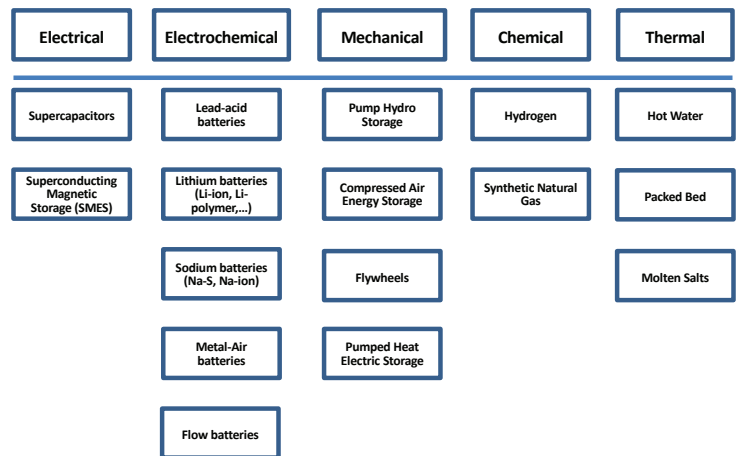 Electrical
Electrochemical
Mechanical
Chemical
Thermal
Supercapacitors
Lead-acid
batteries
Pump Hydro
Storage
Hydrogen
Hot Water
Superconducting
Magnetic
Storage (SMES)
Lithium batteries
(Li-ion, Li-
polymer,...)
Compressed Air
Energy Storage
Synthetic Natural
Gas
Packed Bed
Sodium batteries
(Na-S, Na-ion)
Flywheels
Molten Salts
Metal-Air
batteries
Pumped Heat
Electric Storage
Flow batteries